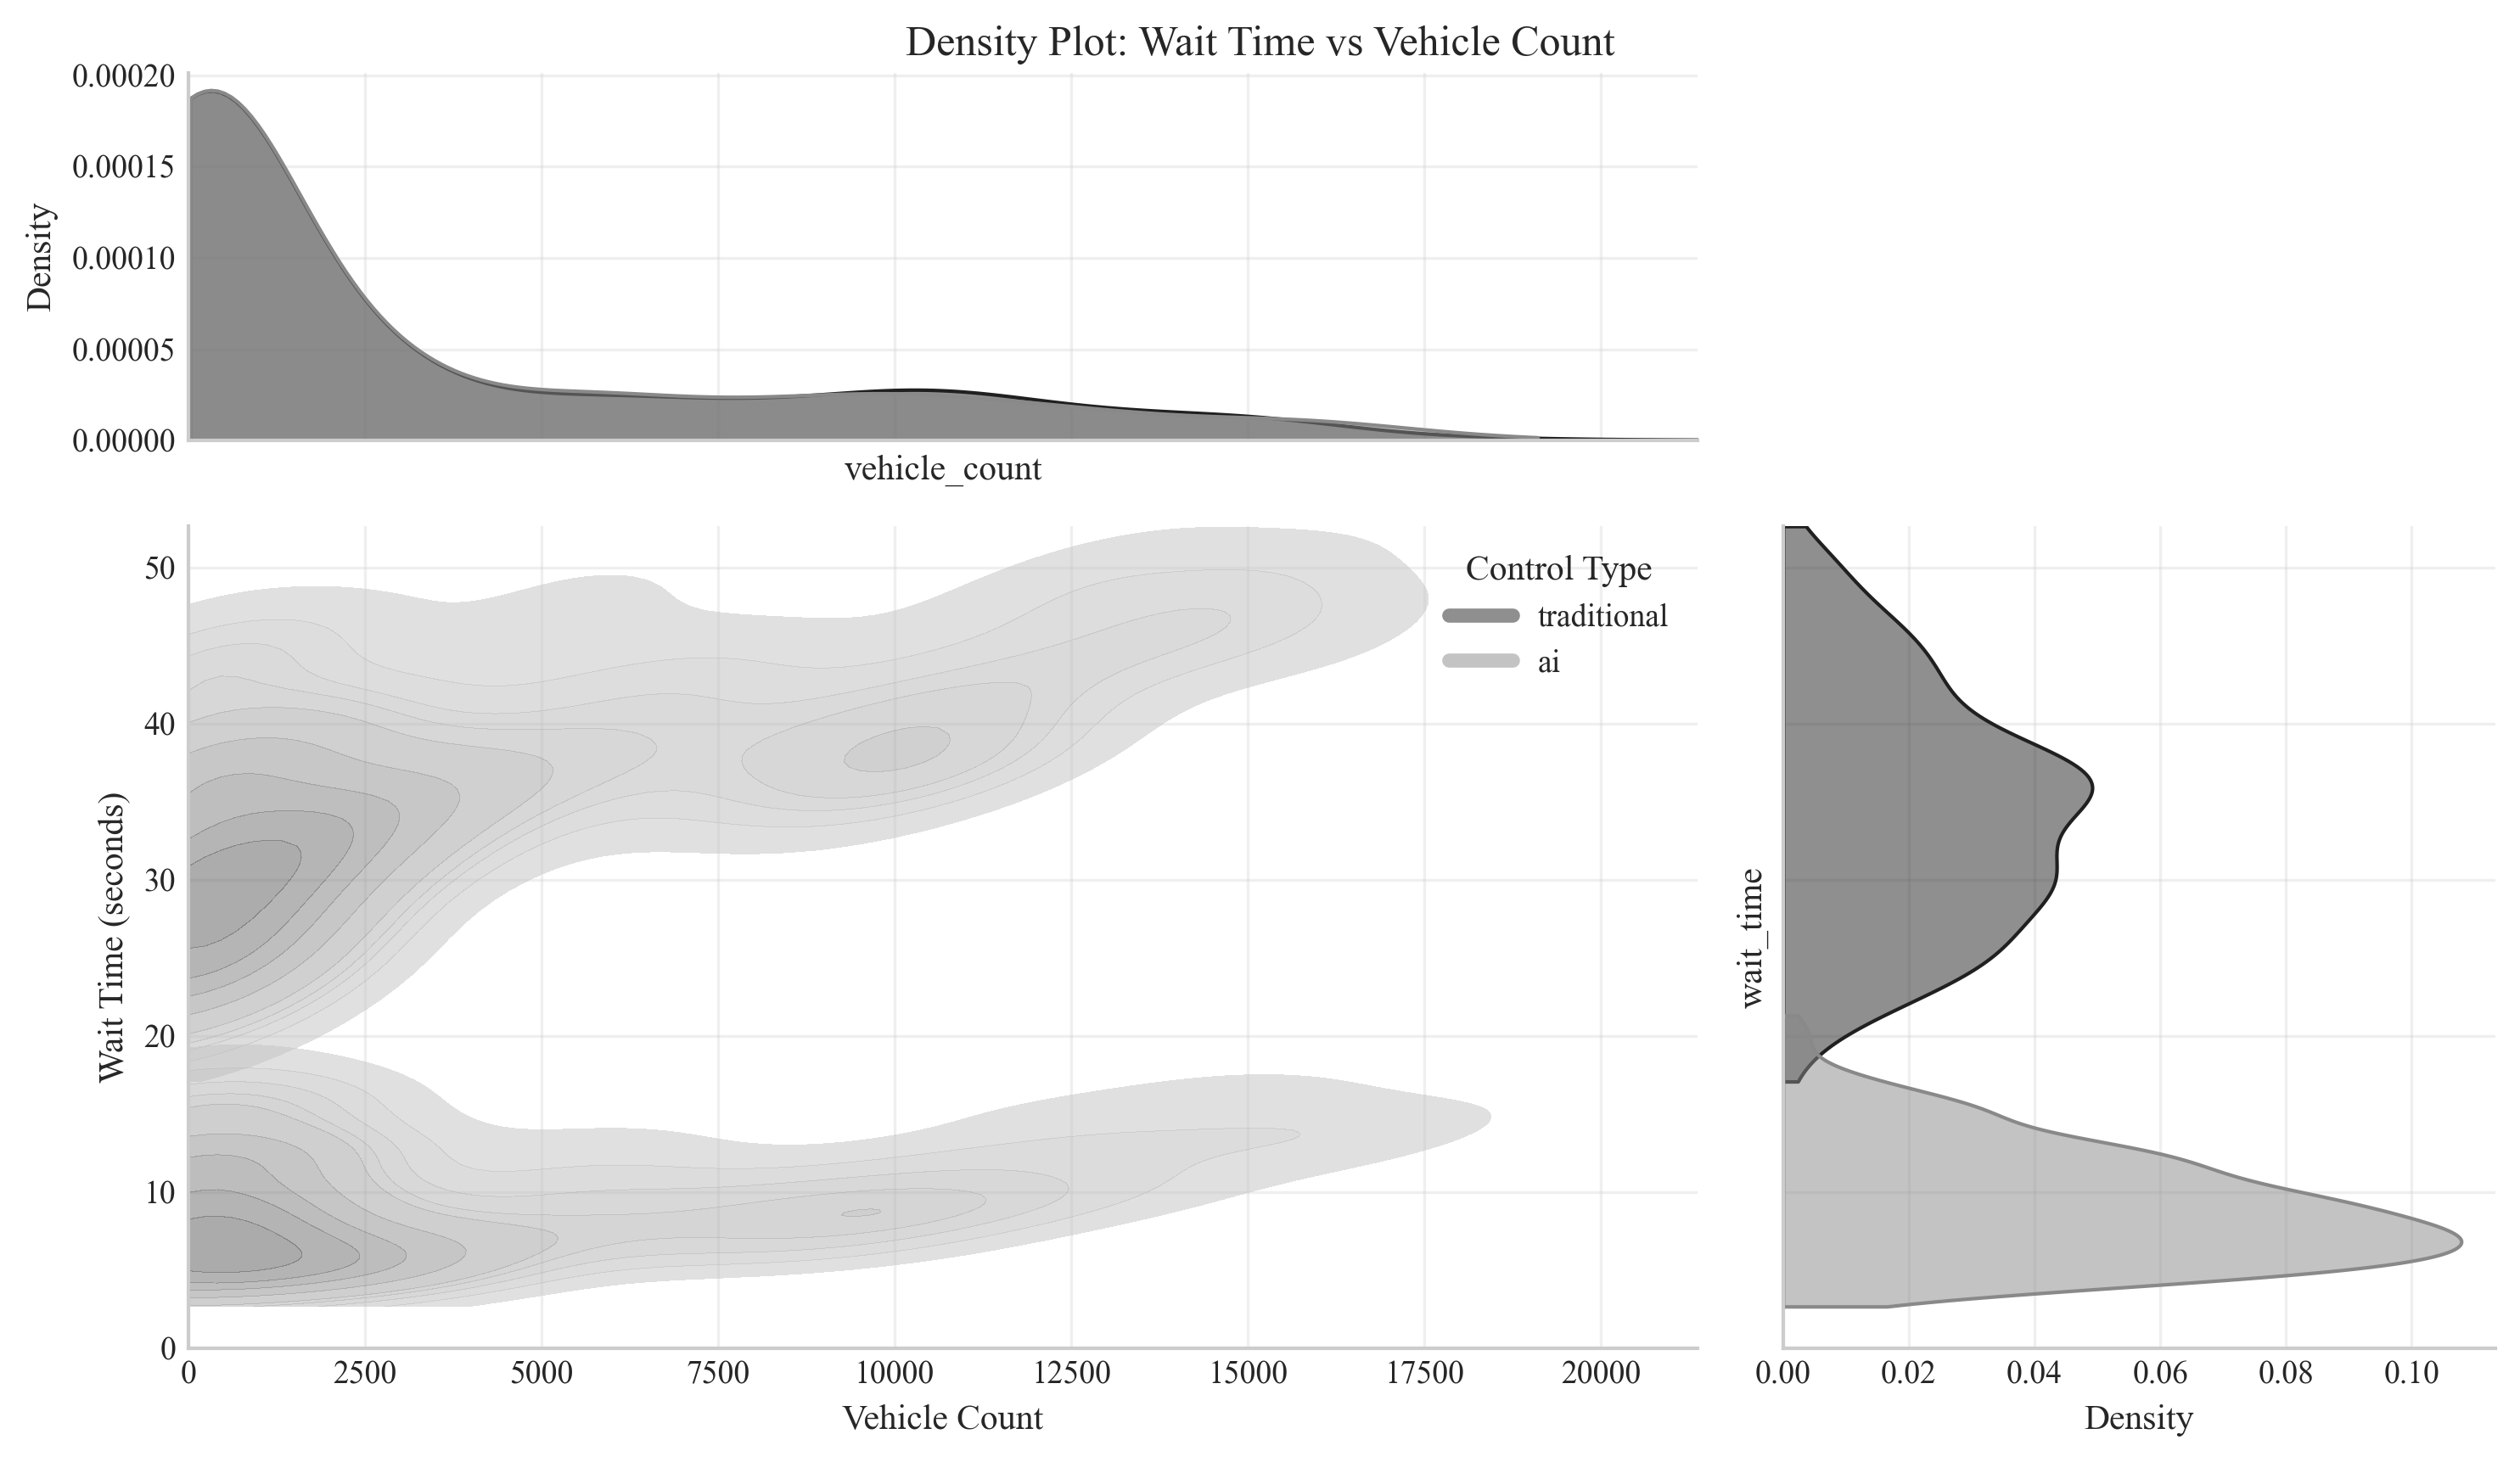 Density Plot: Wait Time vs Vehicle Count
0.00020
0.00015
0.00010
0.00005
0.00000
Density
vehicle_count
50
40
30
20
10
0
Wait Time (seconds)
Control Type
traditional
ai
0 2500 5000 7500 10000 12500 15000 17500 20000
Vehicle Count
wait_time
0.00 0.02 0.04 0.06 0.08 0.10
Density